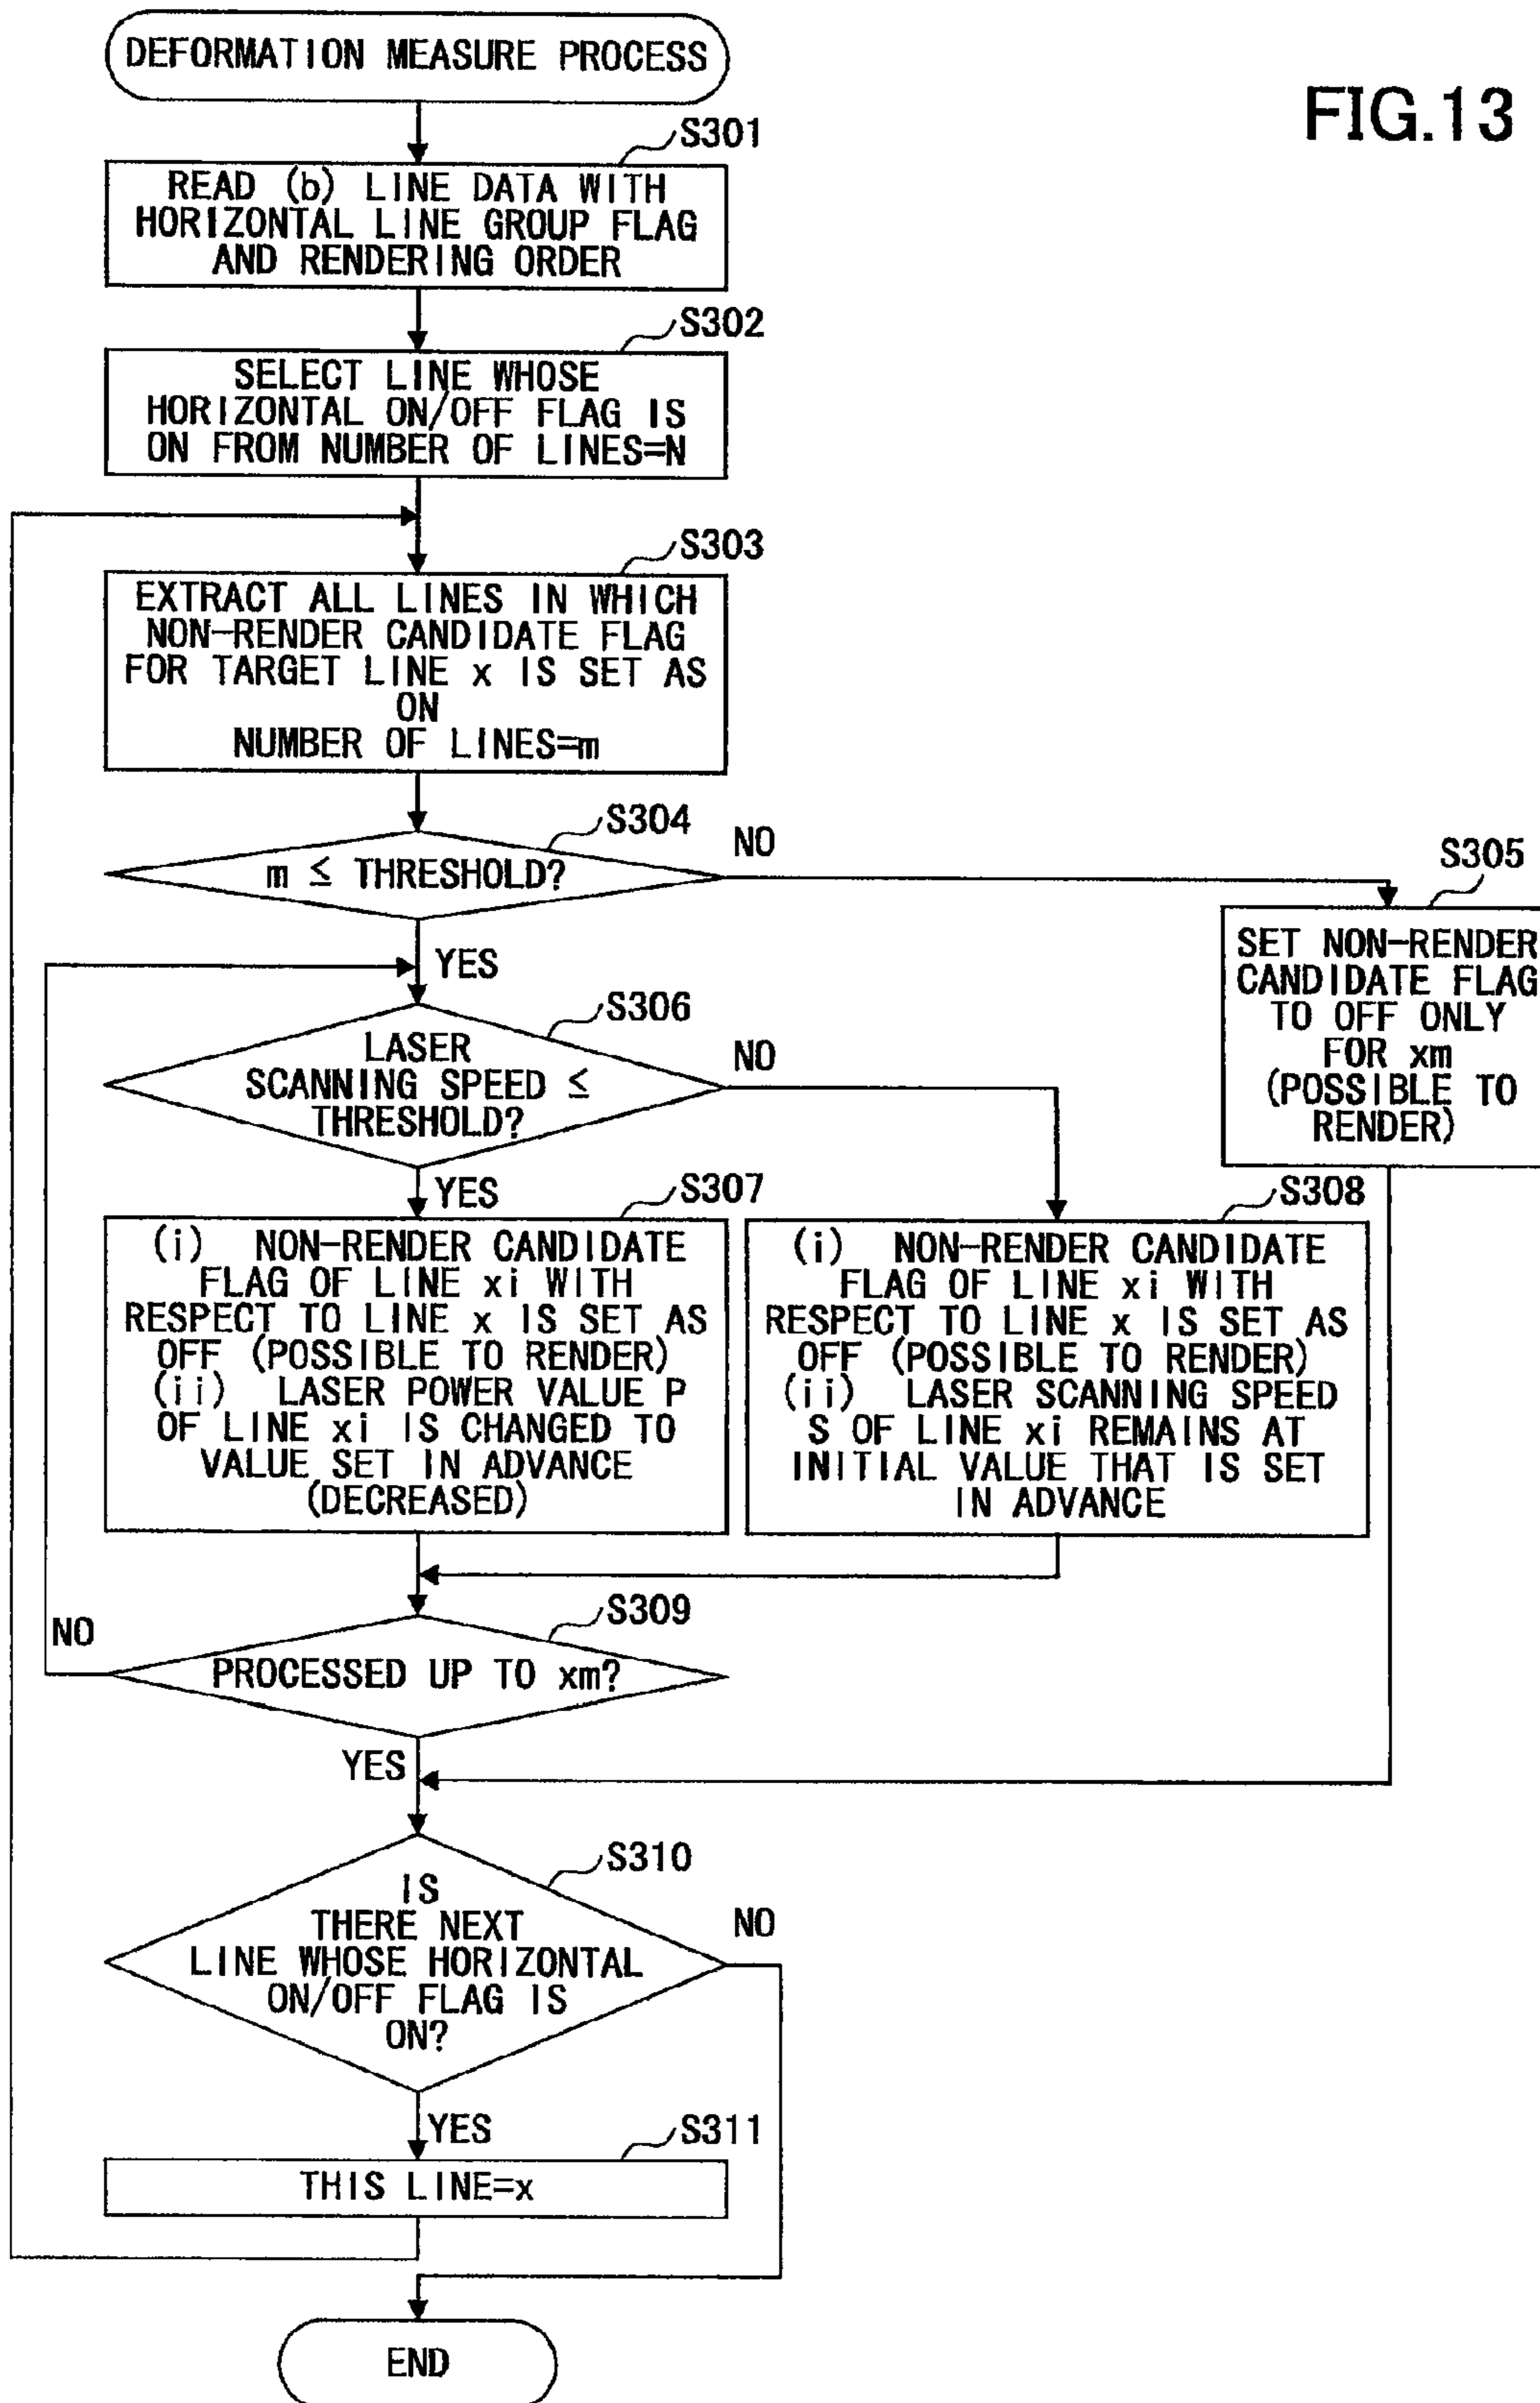 FIG.13
DEFORMATION MEASURE PROCESS
S301
READ (b) LINE DATA WITH
HORIZONTAL LINE GROUP FLAG
AND RENDERING ORDER
S302
SELECT LINE WHOSE
HORIZONTAL ON/OFF FLAG IS
ON FROM NUMBER OF LINES=N
S303
EXTRACT ALL LINES IN WHICH
NON-RENDER CANDIDATE FLAG
FOR TARGET LINE x IS SET AS
ON
NUMBER OF LINES=m
S304
m ≤ THRESHOLD?
NO
YES
S305
SET NON-RENDER
CANDIDATE FLAG
TO OFF ONLY
FOR xm
(POSSIBLE TO
RENDER)
S306
LASER
SCANNING SPEED ≤
THRESHOLD?
NO
YES
S307
(i) NON-RENDER CANDIDATE
FLAG OF LINE xi WITH
RESPECT TO LINE x IS SET AS
OFF (POSSIBLE TO RENDER)
(ii) LASER POWER VALUE P
OF LINE xi IS CHANGED TO
VALUE SET IN ADVANCE
(DECREASED)
S308
(i) NON-RENDER CANDIDATE
FLAG OF LINE xi WITH
RESPECT TO LINE x IS SET AS
OFF (POSSIBLE TO RENDER)
(ii) LASER SCANNING SPEED
S OF LINE xi REMAINS AT
INITIAL VALUE THAT IS SET
IN ADVANCE
S309
NO
PROCESSED UP TO xm?
YES
S310
IS
THERE NEXT
LINE WHOSE HORIZONTAL
ON/OFF FLAG IS
ON?
NO
YES
S311
THIS LINE=x
END